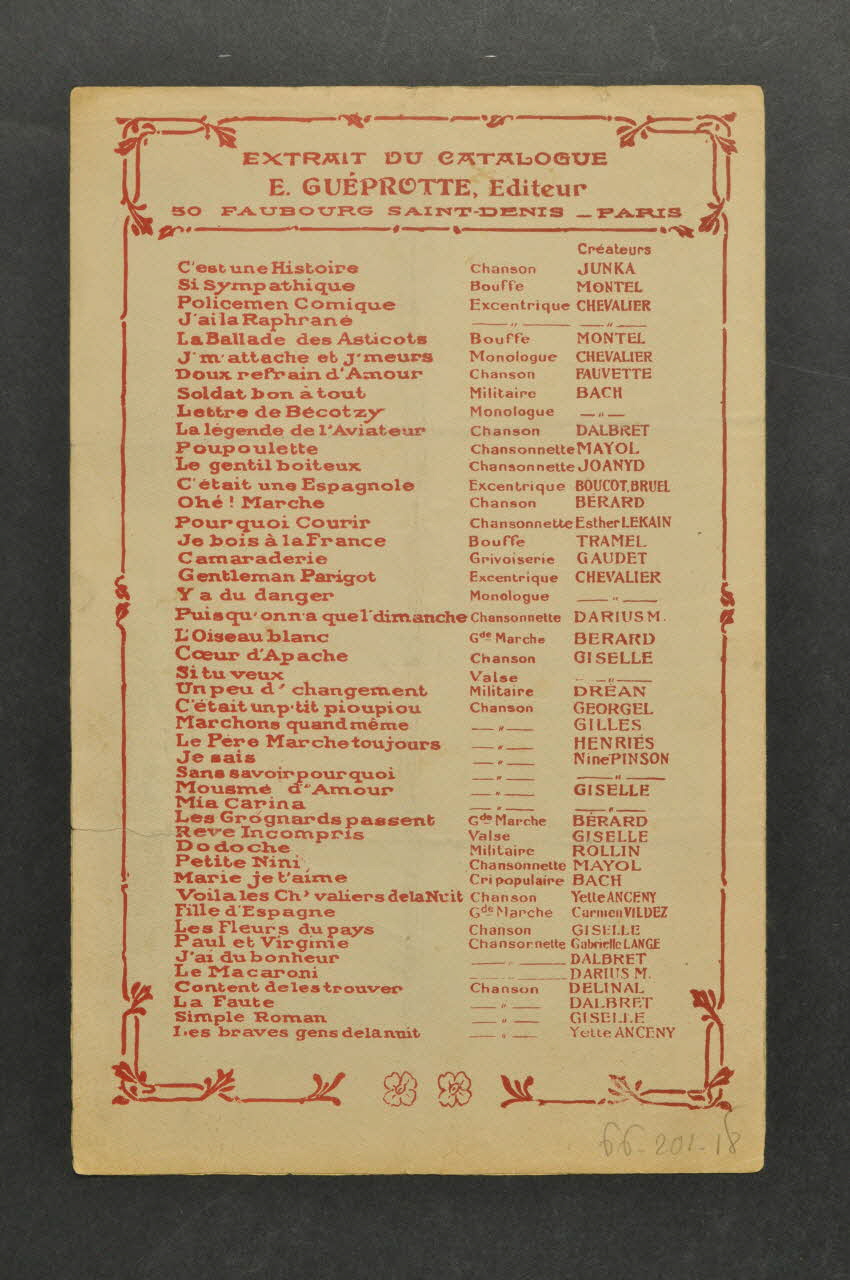 EXTRAIT DU CATALOGUE
E. GUÉPROTTE, Editeur
50 FAUBOURG SAINT-DENIS _ PARIS
Créateurs
C'est une Histoire Chanson JUNKA
Si Sympathique Bouffe MONTEL
Policemen Comique Excentrique CHEVALIER
J'ai la Raphrané —„— —„—
La Ballade des Asticots Bouffe MONTEL
J'm'attache et j'meurs Monologue CHEVALIER
Doux refrain d'Amour Chanson FAUVETTE
Soldat bon à tout Militaire BACH
Lettre de Bécotzy Monologue —„—
La légende de l'Aviateur Chanson DALBRET
Poupoulette Chansonnette MAYOL
Le gentil boiteux Chansonnette JOANYD
C'était une Espagnole Excentrique BOUCOT, BRUEL
Ohé ! Marche Chanson BÉRARD
Pourquoi Courir Chansonnette Esther LEKAIN
Je bois à la France Bouffe TRAMEL
Camaraderie Grivoiserie GAUDET
Gentleman Parigot Excentrique CHEVALIER
Y a du danger Monologue —„—
Puisqu'on n'a que l'dimanche Chansonnette DARIUS M.
L'Oiseau blanc Gde Marche BERARD
Cœur d'Apache Chanson GISELLE
Si tu veux Valse —„—
Un peu d'changement Militaire DRÉAN
C'était un p'tit pioupiou Chanson GEORGEL
Marchons quand même —„— GILLES
Le Père Marchetoujours —„— HENRIÈS
Je sais —„— Nine PINSON
Sans savoir pourquoi —„— —„—
Mousmé d'Amour —„— GISELLE
Mia Carina —„— —„—
Les Grognards passent Gde Marche BÉRARD
Reve Incompris Valse GISELLE
Dodoche Militaire ROLLIN
Petite Nini Chansonnette MAYOL
Marie je t'aime Cri populaire BACH
Voila les Ch'valiers de la Nuit Chanson Yette ANCENY
Fille d'Espagne Gde Marche Carmen VILDEZ
Les Fleurs du pays Chanson GISELLE
Paul et Virginie Chansonnette Gabrielle LANGE
J'ai du bonheur —„— DALBRET
Le Macaroni —„— DARIUS M.
Content de les trouver Chanson DELINAL
La Faute —„— DALBRET
Simple Roman —„— GISELLE
Les braves gens de la nuit —„— Yette ANCENY
66-201-18